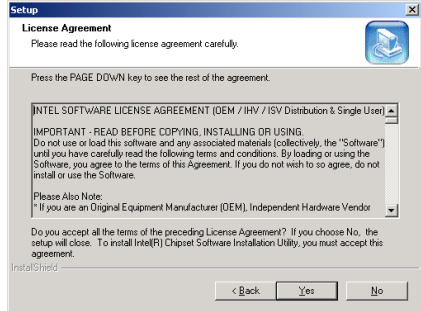 Setup
License Agreement
Please read the following license agreement carefully.
Press the PAGE DOWN key to see the rest of the agreement.
INTEL SOFTWARE LICENSE AGREEMENT (OEM / IHV / ISV Distribution & Single User)
IMPORTANT - READ BEFORE COPYING, INSTALLING OR USING.
Do not use or load this software and any associated materials (collectively, the "Software")
until you have carefully read the following terms and conditions. By loading or using the
Software, you agree to the terms of this Agreement. If you do not wish to so agree, do not
install or use the Software.
Please Also Note:
* If you are an Original Equipment Manufacturer (OEM), Independent Hardware Vendor
Do you accept all the terms of the preceding License Agreement? If you choose No, the
setup will close. To install Intel(R) Chipset Software Installation Utility, you must accept this
agreement.
InstallShield
< Back Yes No